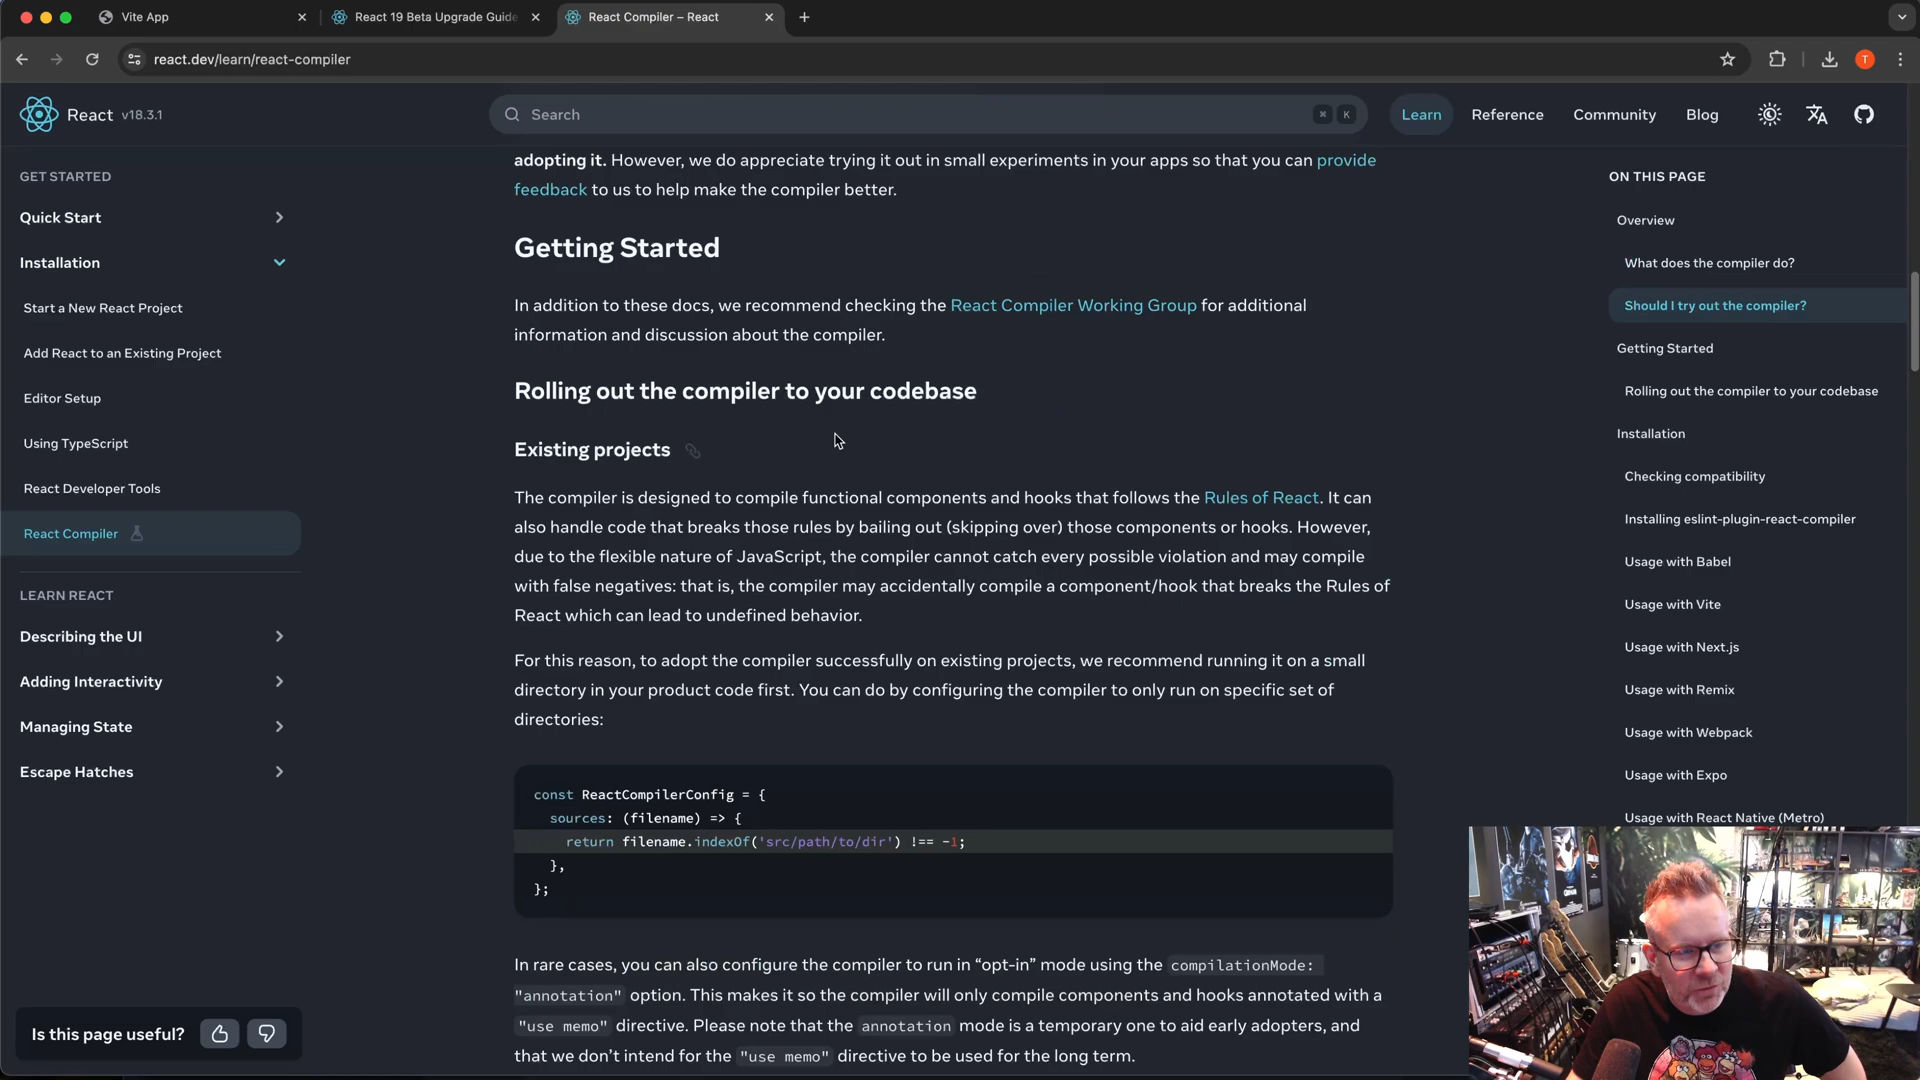 Vite App
React 19 Beta Upgrade Guide
React Compiler – React
react.dev/learn/react-compiler
T
React v18.3.1
Search
⌘ K
Learn
Reference
Community
Blog
GET STARTED
Quick Start
Installation
Start a New React Project
Add React to an Existing Project
Editor Setup
Using TypeScript
React Developer Tools
React Compiler
LEARN REACT
Describing the UI
Adding Interactivity
Managing State
Escape Hatches
Is this page useful?
adopting it. However, we do appreciate trying it out in small experiments in your apps so that you can provide
feedback to us to help make the compiler better.
Getting Started
In addition to these docs, we recommend checking the React Compiler Working Group for additional
information and discussion about the compiler.
Rolling out the compiler to your codebase
Existing projects
The compiler is designed to compile functional components and hooks that follows the Rules of React. It can
also handle code that breaks those rules by bailing out (skipping over) those components or hooks. However,
due to the flexible nature of JavaScript, the compiler cannot catch every possible violation and may compile
with false negatives: that is, the compiler may accidentally compile a component/hook that breaks the Rules of
React which can lead to undefined behavior.
For this reason, to adopt the compiler successfully on existing projects, we recommend running it on a small
directory in your product code first. You can do by configuring the compiler to only run on specific set of
directories:
const ReactCompilerConfig = {
sources: (filename) => {
return filename.indexOf('src/path/to/dir') !== -1;
},
};
In rare cases, you can also configure the compiler to run in “opt-in” mode using the compilationMode:
"annotation" option. This makes it so the compiler will only compile components and hooks annotated with a
"use memo" directive. Please note that the annotation mode is a temporary one to aid early adopters, and
that we don’t intend for the "use memo" directive to be used for the long term.
ON THIS PAGE
Overview
What does the compiler do?
Should I try out the compiler?
Getting Started
Rolling out the compiler to your codebase
Installation
Checking compatibility
Installing eslint-plugin-react-compiler
Usage with Babel
Usage with Vite
Usage with Next.js
Usage with Remix
Usage with Webpack
Usage with Expo
Usage with React Native (Metro)